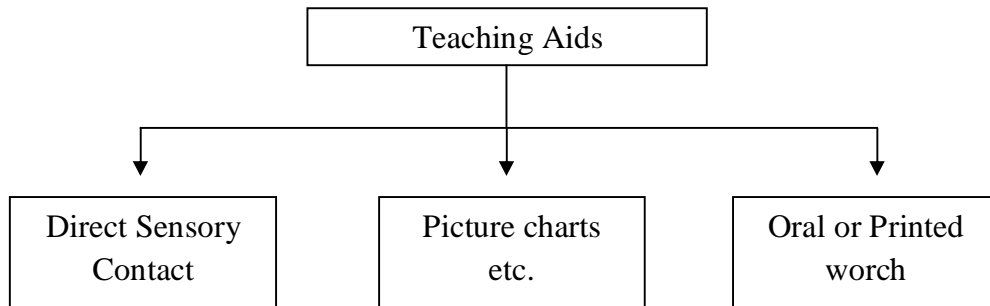 Teaching Aids
Direct Sensory
Contact
Picture charts
etc.
Oral or Printed
worch